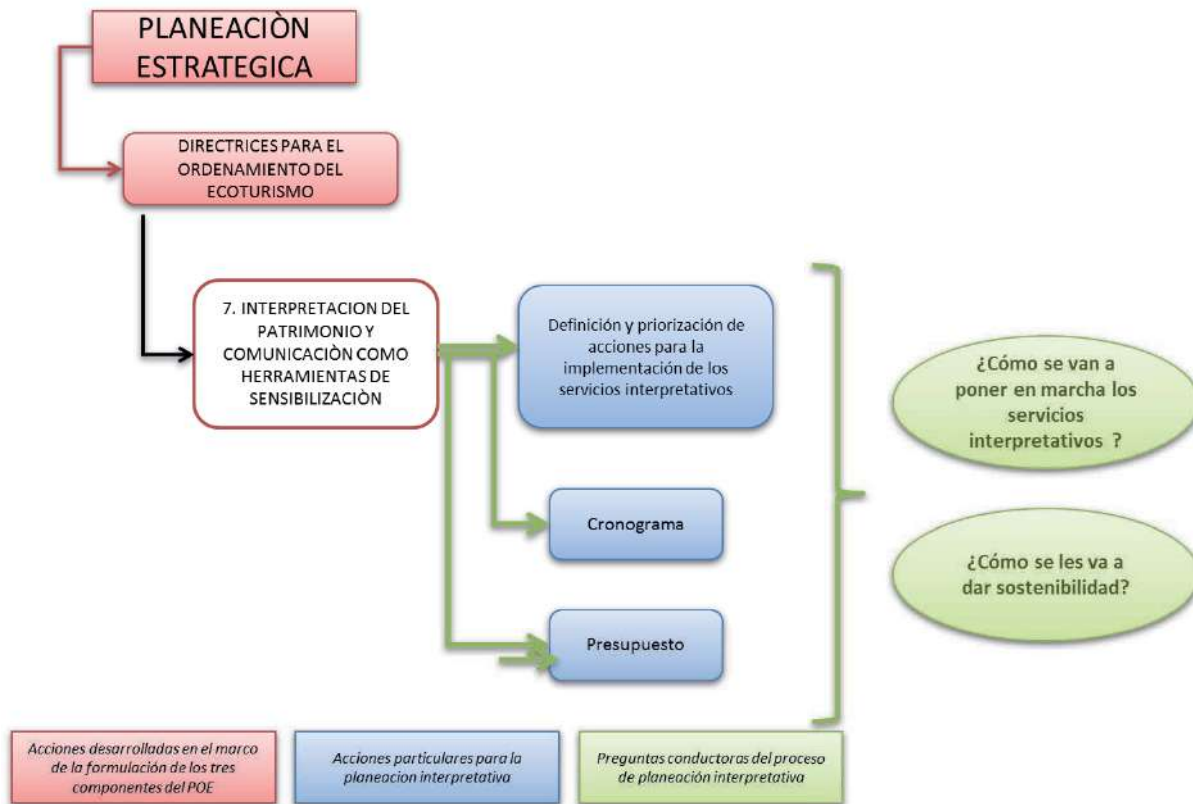 PLANEACIÒN
ESTRATEGICA
DIRECTRICES PARA EL
ORDENAMIENTO DEL
ECOTURISMO
7. INTERPRETACION DEL
PATRIMONIO Y
COMUNICACIÒN COMO
HERRAMIENTAS DE
SENSIBILIZACIÒN
Definición y priorización de
acciones para la
implementación de los
servicios interpretativos
Cronograma
Presupuesto
¿Cómo se van a
poner en marcha los
servicios
interpretativos ?
¿Cómo se les va a
dar sostenibilidad?
Acciones desarrolladas en el marco
de la formulación de los tres
componentes del POE
Acciones particulares para la
planeacion interpretativa
Preguntas conductoras del proceso
de planeación interpretativa